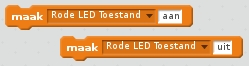 maak Rode LED Toestand aan
maak Rode LED Toestand uit